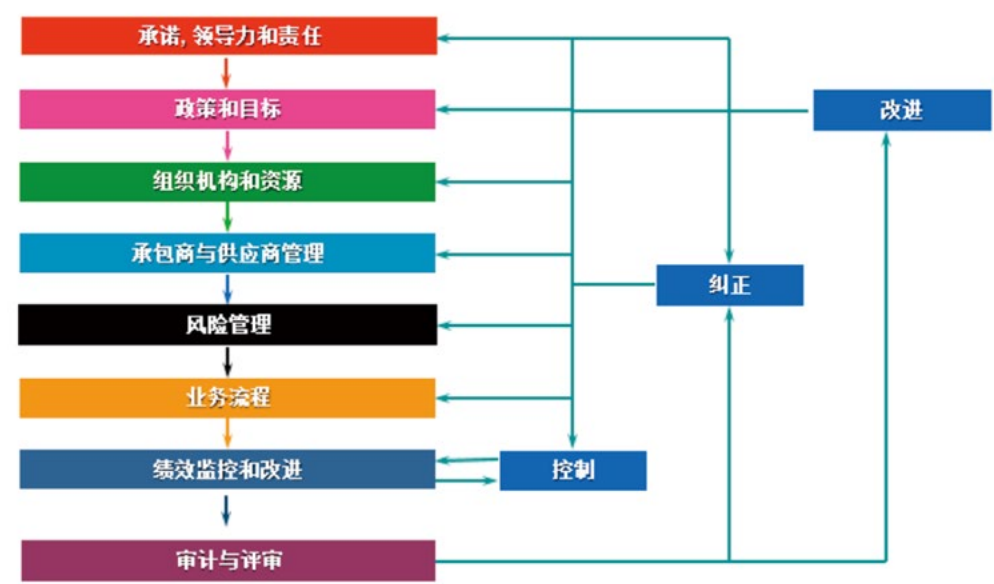 承诺, 领导力和责任
政策和目标
改进
组织机构和资源
承包商与供应商管理
纠正
风险管理
业务流程
绩效监控和改进
控制
审计与评审